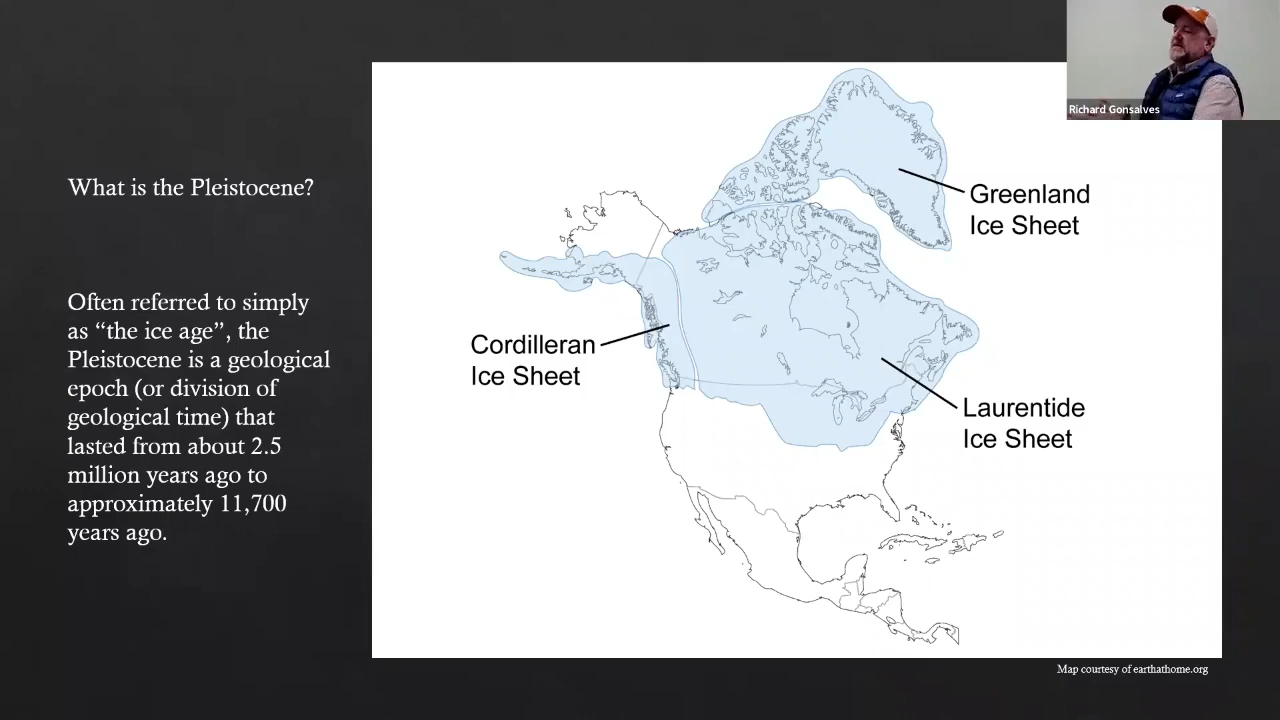 What is the Pleistocene?
Often referred to simply
as “the ice age”, the
Pleistocene is a geological
epoch (or division of
geological time) that
lasted from about 2.5
million years ago to
approximately 11,700
years ago.
Greenland
Ice Sheet
Cordilleran
Ice Sheet
Laurentide
Ice Sheet
Map courtesy of earthathome.org
Richard Gonsalves